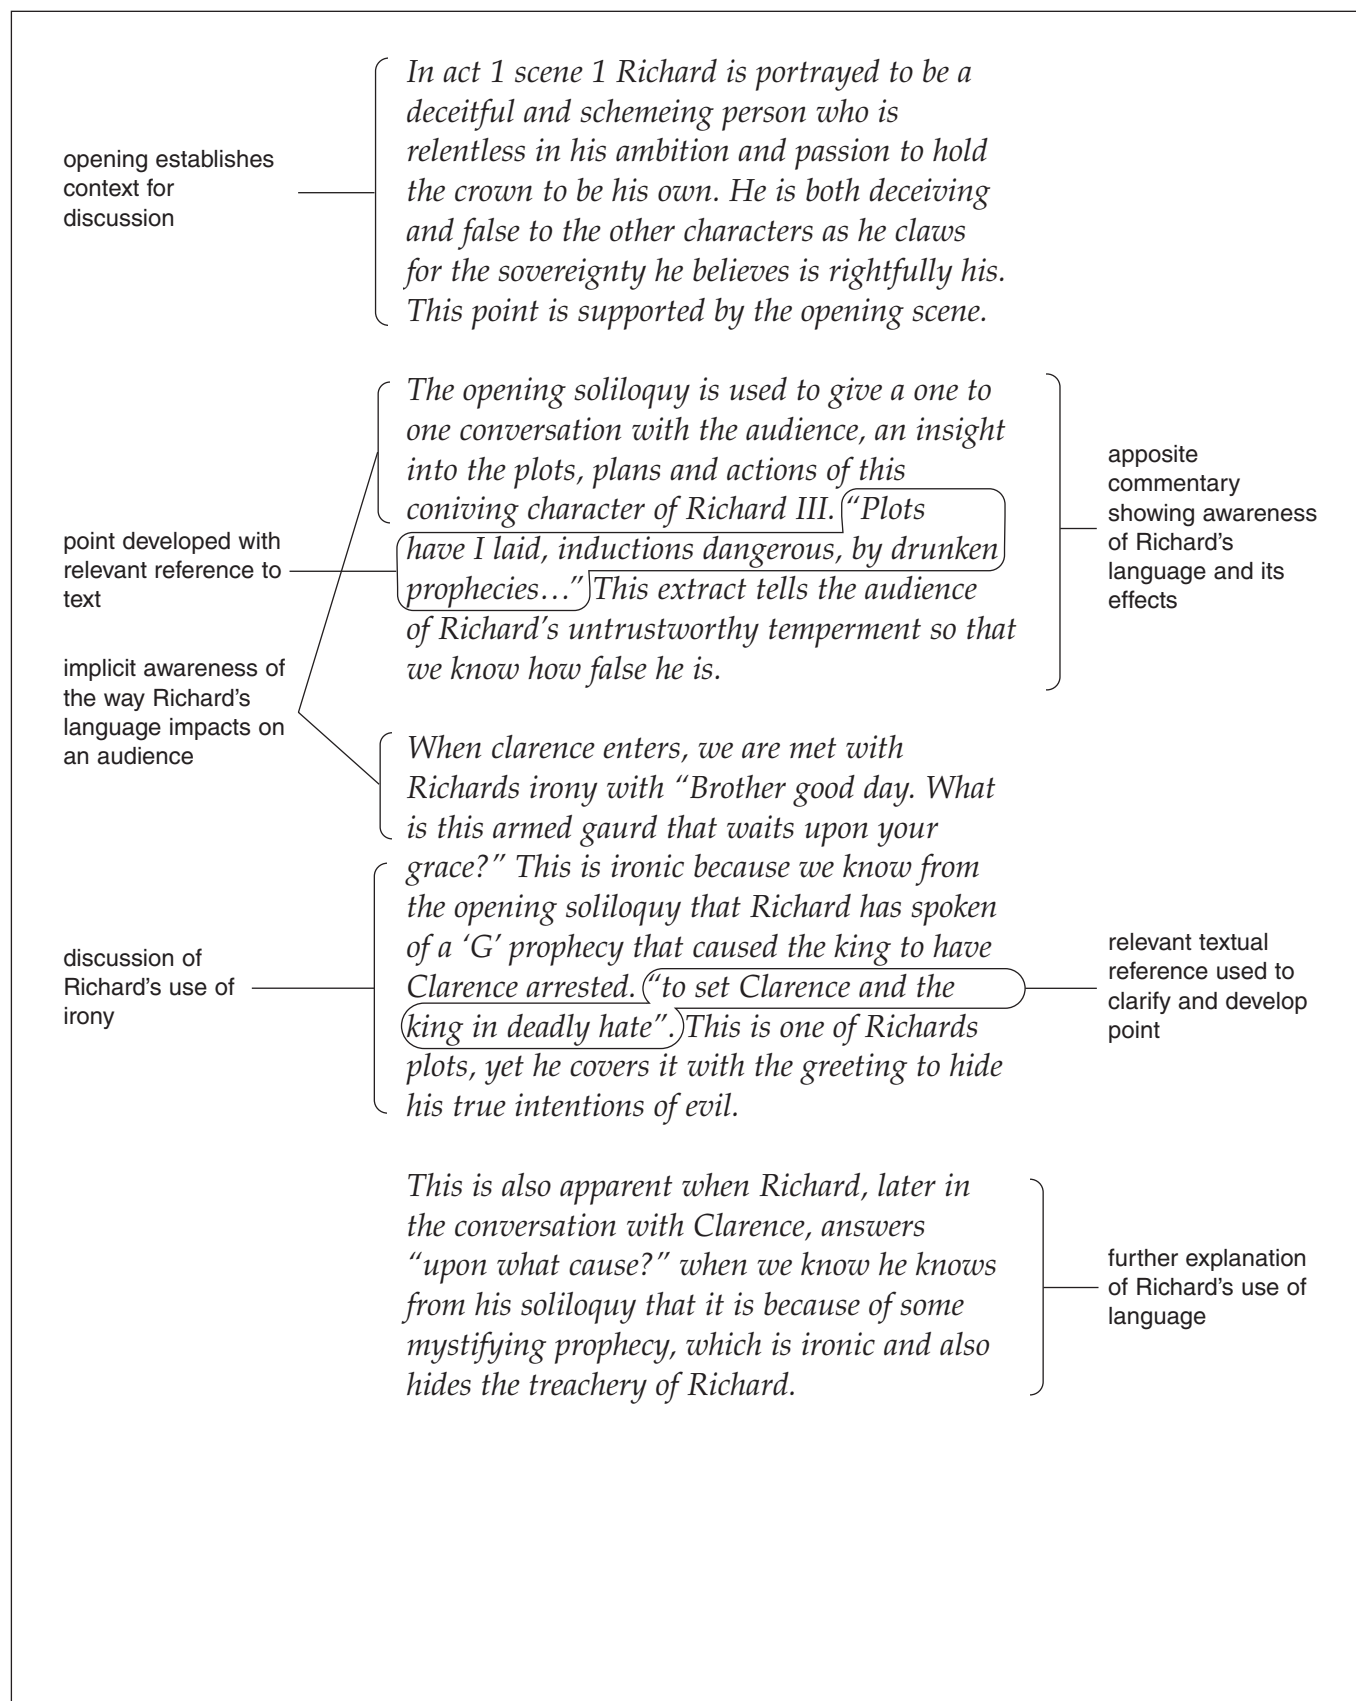 In act 1 scene 1 Richard is portrayed to be a
deceitful and schemeing person who is
relentless in his ambition and passion to hold
the crown to be his own. He is both deceiving
and false to the other characters as he claws
for the sovereignty he believes is rightfully his.
This point is supported by the opening scene.
opening establishes
context for
discussion
The opening soliloquy is used to give a one to
one conversation with the audience, an insight
into the plots, plans and actions of this
coniving character of Richard III. “Plots
have I laid, inductions dangerous, by drunken
prophecies…” This extract tells the audience
of Richard’s untrustworthy temperment so that
we know how false he is.
point developed with
relevant reference to
text
implicit awareness of
the way Richard’s
language impacts on
an audience
apposite
commentary
showing awareness
of Richard’s
language and its
effects
When clarence enters, we are met with
Richards irony with “Brother good day. What
is this armed gaurd that waits upon your
grace?” This is ironic because we know from
the opening soliloquy that Richard has spoken
of a ‘G’ prophecy that caused the king to have
Clarence arrested. “to set Clarence and the
king in deadly hate”. This is one of Richards
plots, yet he covers it with the greeting to hide
his true intentions of evil.
discussion of
Richard’s use of
irony
relevant textual
reference used to
clarify and develop
point
This is also apparent when Richard, later in
the conversation with Clarence, answers
“upon what cause?” when we know he knows
from his soliloquy that it is because of some
mystifying prophecy, which is ironic and also
hides the treachery of Richard.
further explanation
of Richard’s use of
language